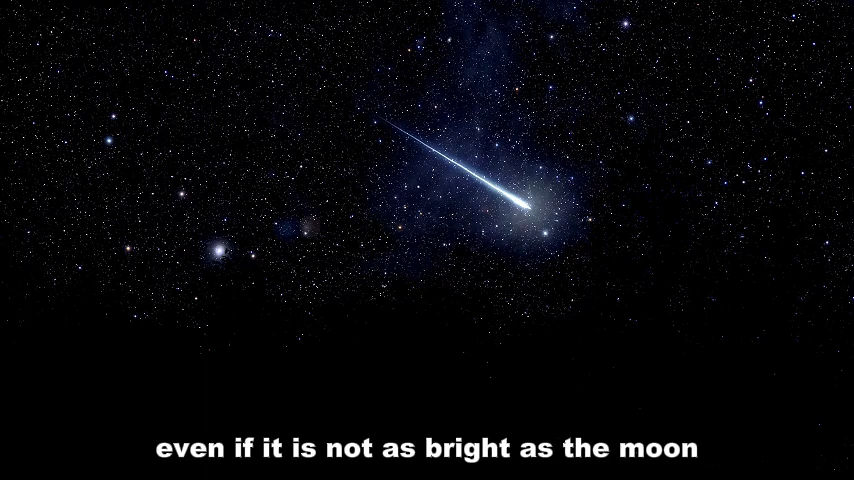 even if it is not as bright as the moon